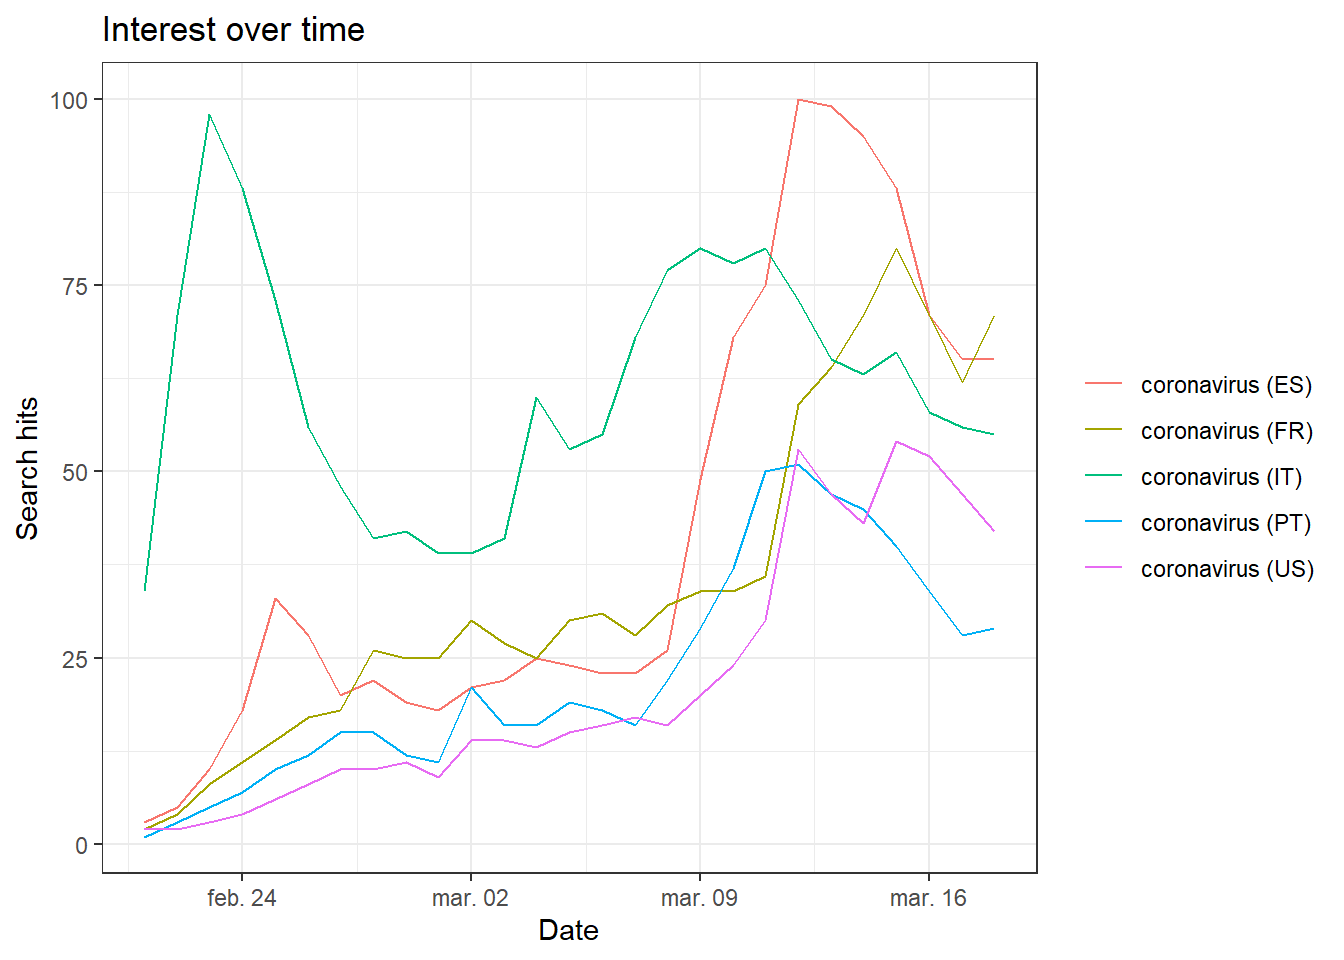 Interest over time
100
75
50
25
0
Search hits
feb. 24
mar. 02
mar. 09
mar. 16
Date
coronavirus (ES)
coronavirus (FR)
coronavirus (IT)
coronavirus (PT)
coronavirus (US)